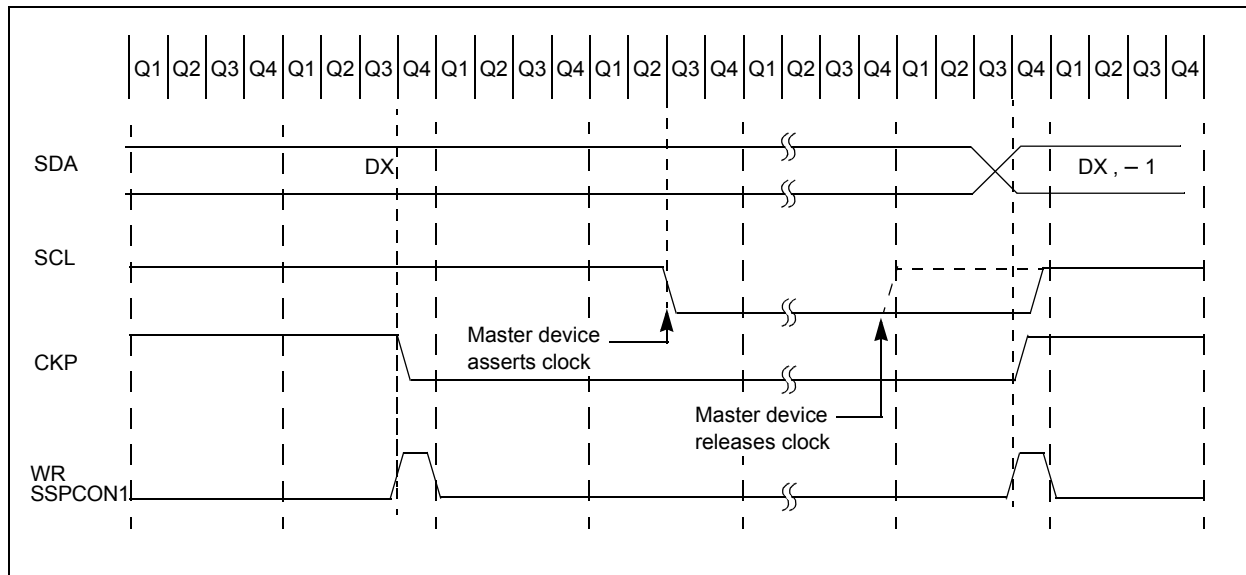 Q1 Q2 Q3 Q4 Q1 Q2 Q3 Q4 Q1 Q2 Q3 Q4 Q1 Q2 Q3 Q4 Q1 Q2 Q3 Q4 Q1 Q2 Q3 Q4 Q1 Q2 Q3 Q4
SDA
DX
DX , – 1
SCL
Master device
asserts clock
CKP
Master device
releases clock
WR
SSPCON1